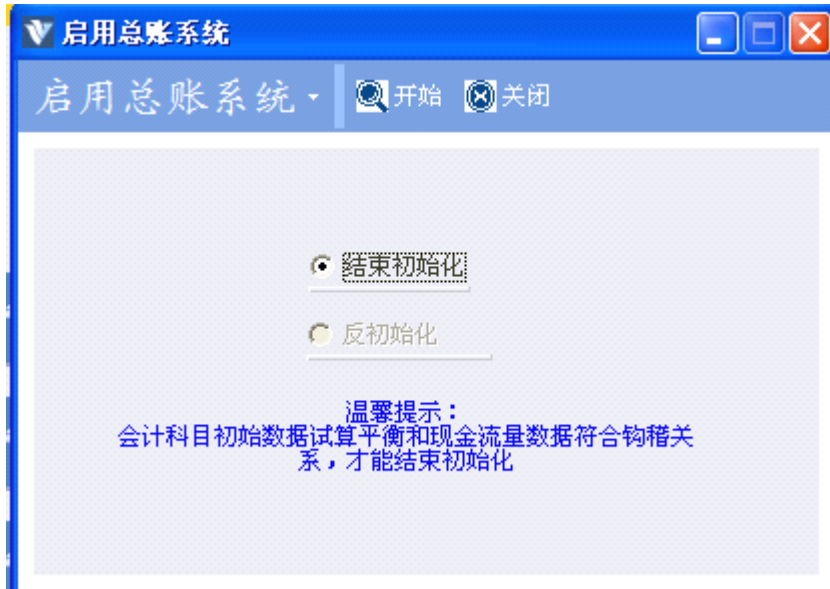 启用总账系统
启用总账系统 开始 关闭
结束初始化
反初始化
温馨提示：
会计科目初始数据试算平衡和现金流量数据符合钩稽关
系，才能结束初始化